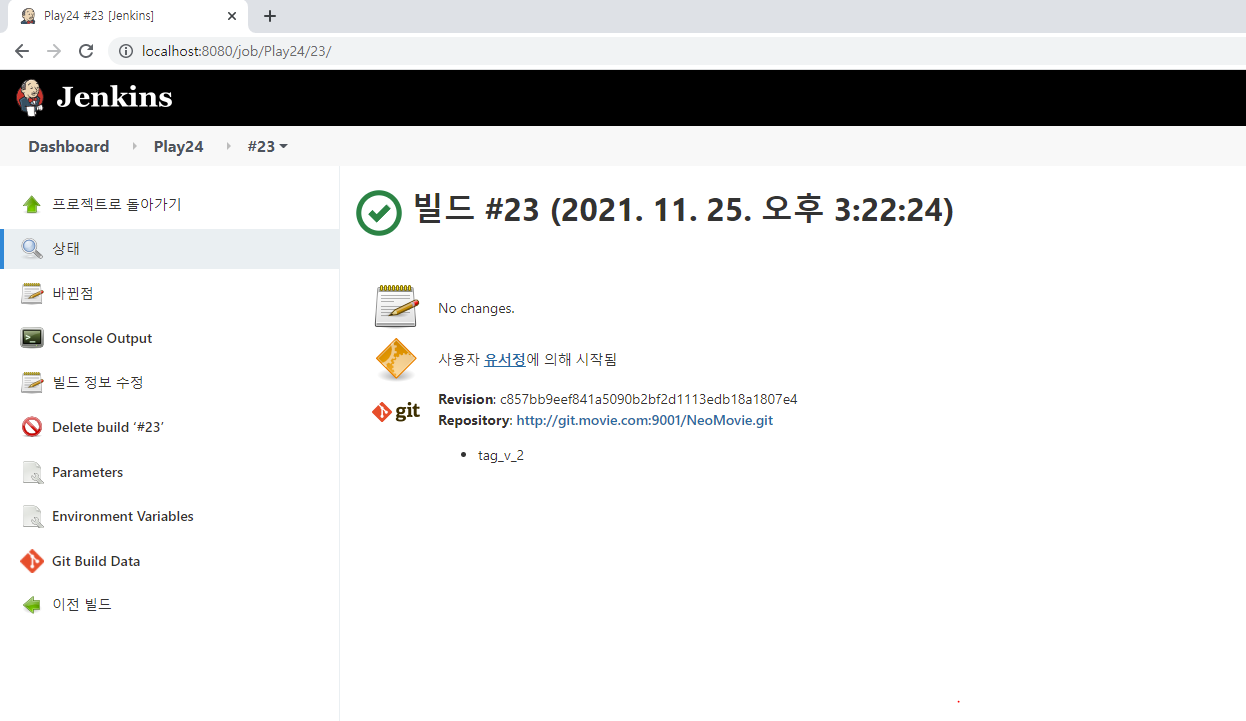 Play24 #23 [Jenkins]
localhost:8080/job/Play24/23/
Jenkins
Dashboard Play24 #23
프로젝트로 돌아가기
상태
바뀐점
Console Output
빌드 정보 수정
Delete build ‘#23’
Parameters
Environment Variables
Git Build Data
이전 빌드
빌드 #23 (2021. 11. 25. 오후 3:22:24)
No changes.
사용자 유서정에 의해 시작됨
git
Revision: c857bb9eef841a5090b2bf2d1113edb18a1807e4
Repository: http://git.movie.com:9001/NeoMovie.git
• tag_v_2